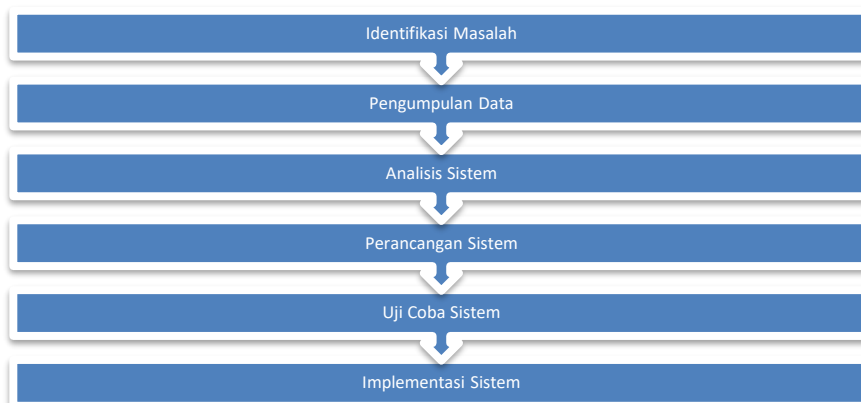 Identifikasi Masalah
Pengumpulan Data
Analisis Sistem
Perancangan Sistem
Uji Coba Sistem
Implementasi Sistem